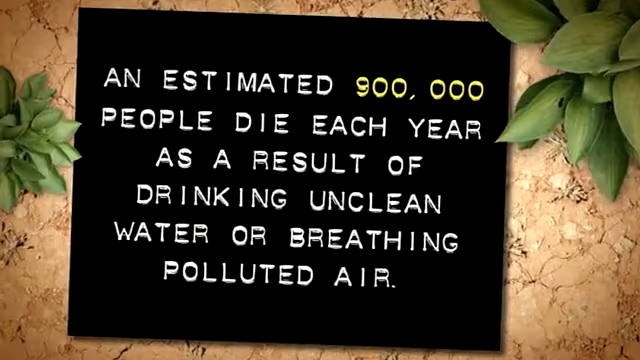 AN ESTIMATED 900,000
PEOPLE DIE EACH YEAR
AS A RESULT OF
DRINKING UNCLEAN
WATER OR BREATHING
POLLUTED AIR.